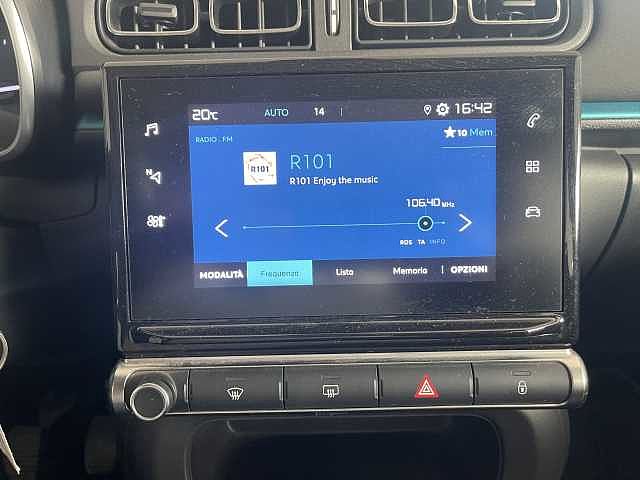 20°C AUTO 14 16:42
RADIO . FM
10 Mem
R101
R101
R101 Enjoy the music
106.40 MHz
RDS TA INFO
MODALITÀ Frequenza Lista Memoria OPZIONI
N